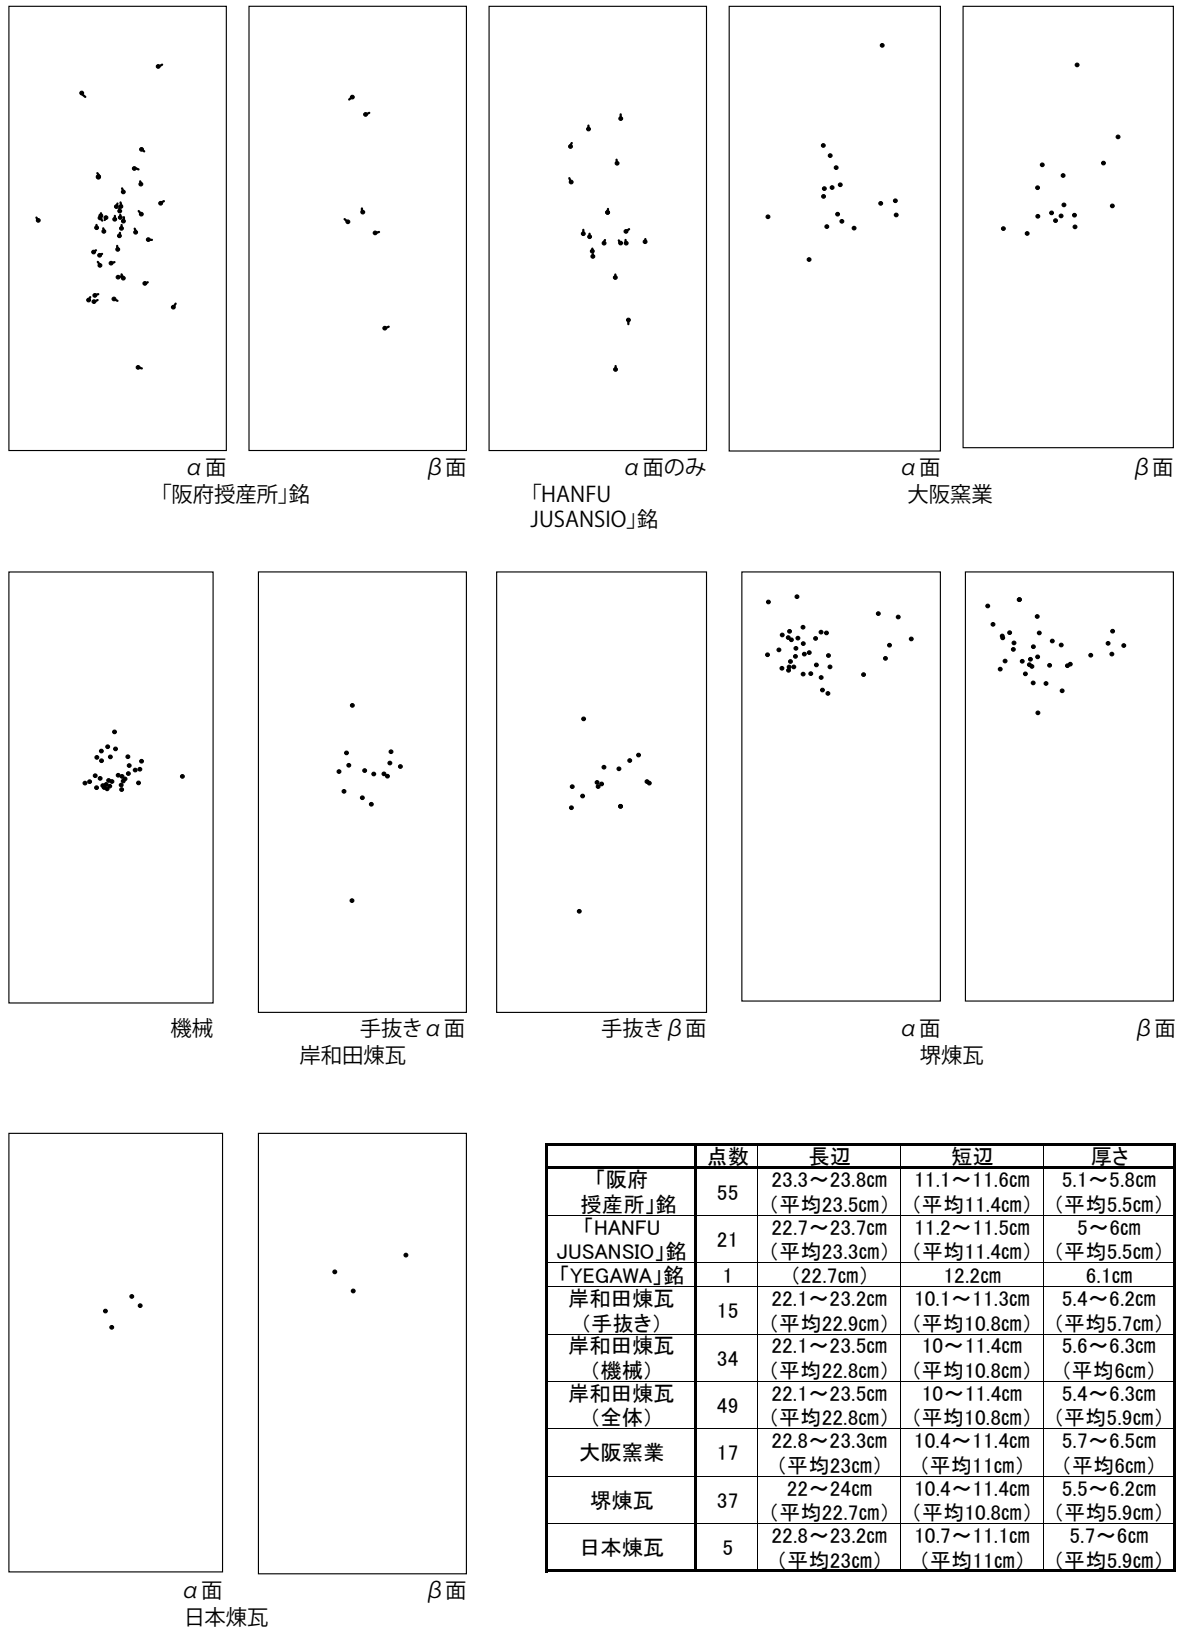 α面
β面
α面のみ
α面
β面
「阪府授産所」銘
「HANFU
JUSANSIO」銘
大阪窯業
機械
手抜きα面
手抜きβ面
α面
β面
岸和田煉瓦
堺煉瓦
点数 長辺 短辺 厚さ
「阪府
授産所」銘 55 23.3～23.8cm 11.1～11.6cm 5.1～5.8cm
（平均23.5cm） （平均11.4cm） （平均5.5cm）
「HANFU
JUSANSIO」銘 21 22.7～23.7cm 11.2～11.5cm 5～6cm
（平均23.3cm） （平均11.4cm） （平均5.5cm）
「YEGAWA」銘 1 （22.7cm） 12.2cm 6.1cm
岸和田煉瓦
（手抜き） 15 22.1～23.2cm 10.1～11.3cm 5.4～6.2cm
（平均22.9cm） （平均10.8cm） （平均5.7cm）
岸和田煉瓦
（機械） 34 22.1～23.5cm 10～11.4cm 5.6～6.3cm
（平均22.8cm） （平均10.8cm） （平均6cm）
岸和田煉瓦
（全体） 49 22.1～23.5cm 10～11.4cm 5.4～6.3cm
（平均22.8cm） （平均10.8cm） （平均5.9cm）
大阪窯業 17 22.8～23.3cm 10.4～11.4cm 5.7～6.5cm
（平均23cm） （平均11cm） （平均6cm）
堺煉瓦 37 22～24cm 10.4～11.4cm 5.5～6.2cm
（平均22.7cm） （平均10.8cm） （平均5.9cm）
日本煉瓦 5 22.8～23.2cm 10.7～11.1cm 5.7～6cm
（平均23cm） （平均11cm） （平均5.9cm）
α面
β面
日本煉瓦